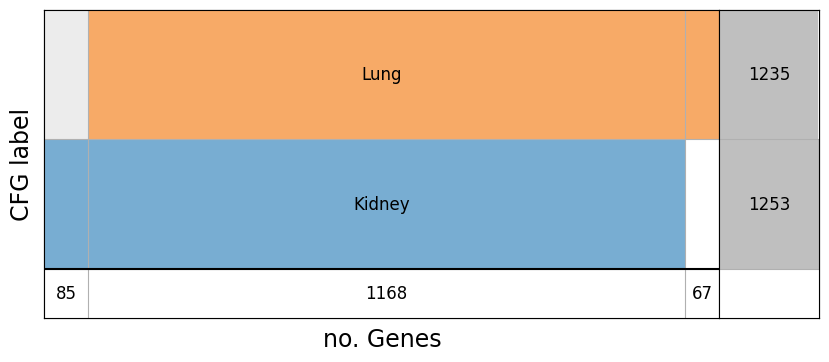 Lung
1235
CFG label
Kidney
1253
85
1168
67
no. Genes